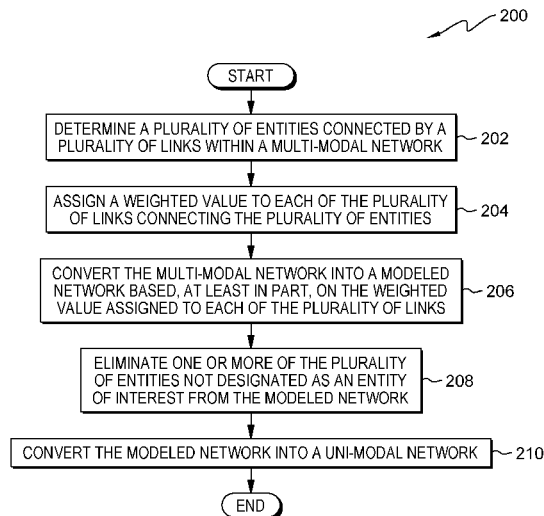 200
START
DETERMINE A PLURALITY OF ENTITIES CONNECTED BY A
PLURALITY OF LINKS WITHIN A MULTI-MODAL NETWORK
202
ASSIGN A WEIGHTED VALUE TO EACH OF THE PLURALITY
OF LINKS CONNECTING THE PLURALITY OF ENTITIES
204
CONVERT THE MULTI-MODAL NETWORK INTO A MODELED
NETWORK BASED, AT LEAST IN PART, ON THE WEIGHTED
VALUE ASSIGNED TO EACH OF THE PLURALITY OF LINKS
206
ELIMINATE ONE OR MORE OF THE PLURALITY
OF ENTITIES NOT DESIGNATED AS AN ENTITY
OF INTEREST FROM THE MODELED NETWORK
208
CONVERT THE MODELED NETWORK INTO A UNI-MODAL NETWORK
210
END